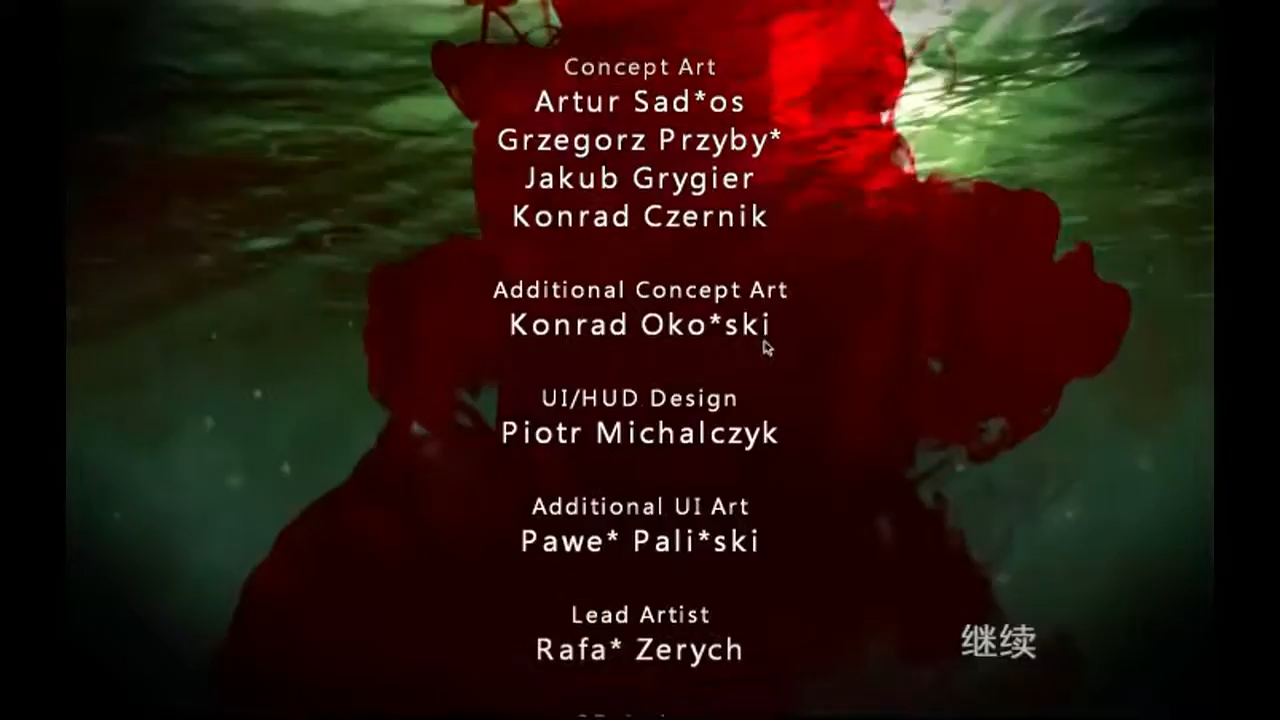 Concept Art
Artur Sad*os
Grzegorz Przyby*
Jakub Grygier
Konrad Czernik
Additional Concept Art
Konrad Oko*ski
UI/HUD Design
Piotr Michalczyk
Additional UI Art
Pawe* Pali*ski
Lead Artist
Rafa* Zerych
继续